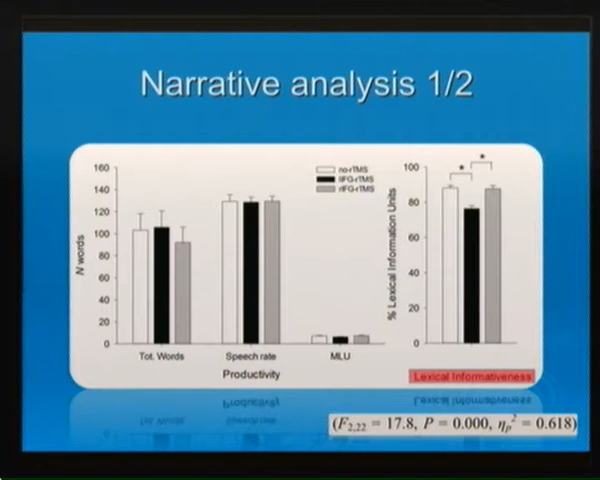 Narrative analysis 1/2
160
140
120
100
80
60
40
20
0
N words
no-rTMS
lIFG-rTMS
rIFG-rTMS
Tot. Words
Speech rate
MLU
Productivity
100
80
60
40
20
0
% Lexical Information Units
*
*
Lexical Informativeness
(F2,22 = 17.8, P = 0.000, ηp² = 0.618)